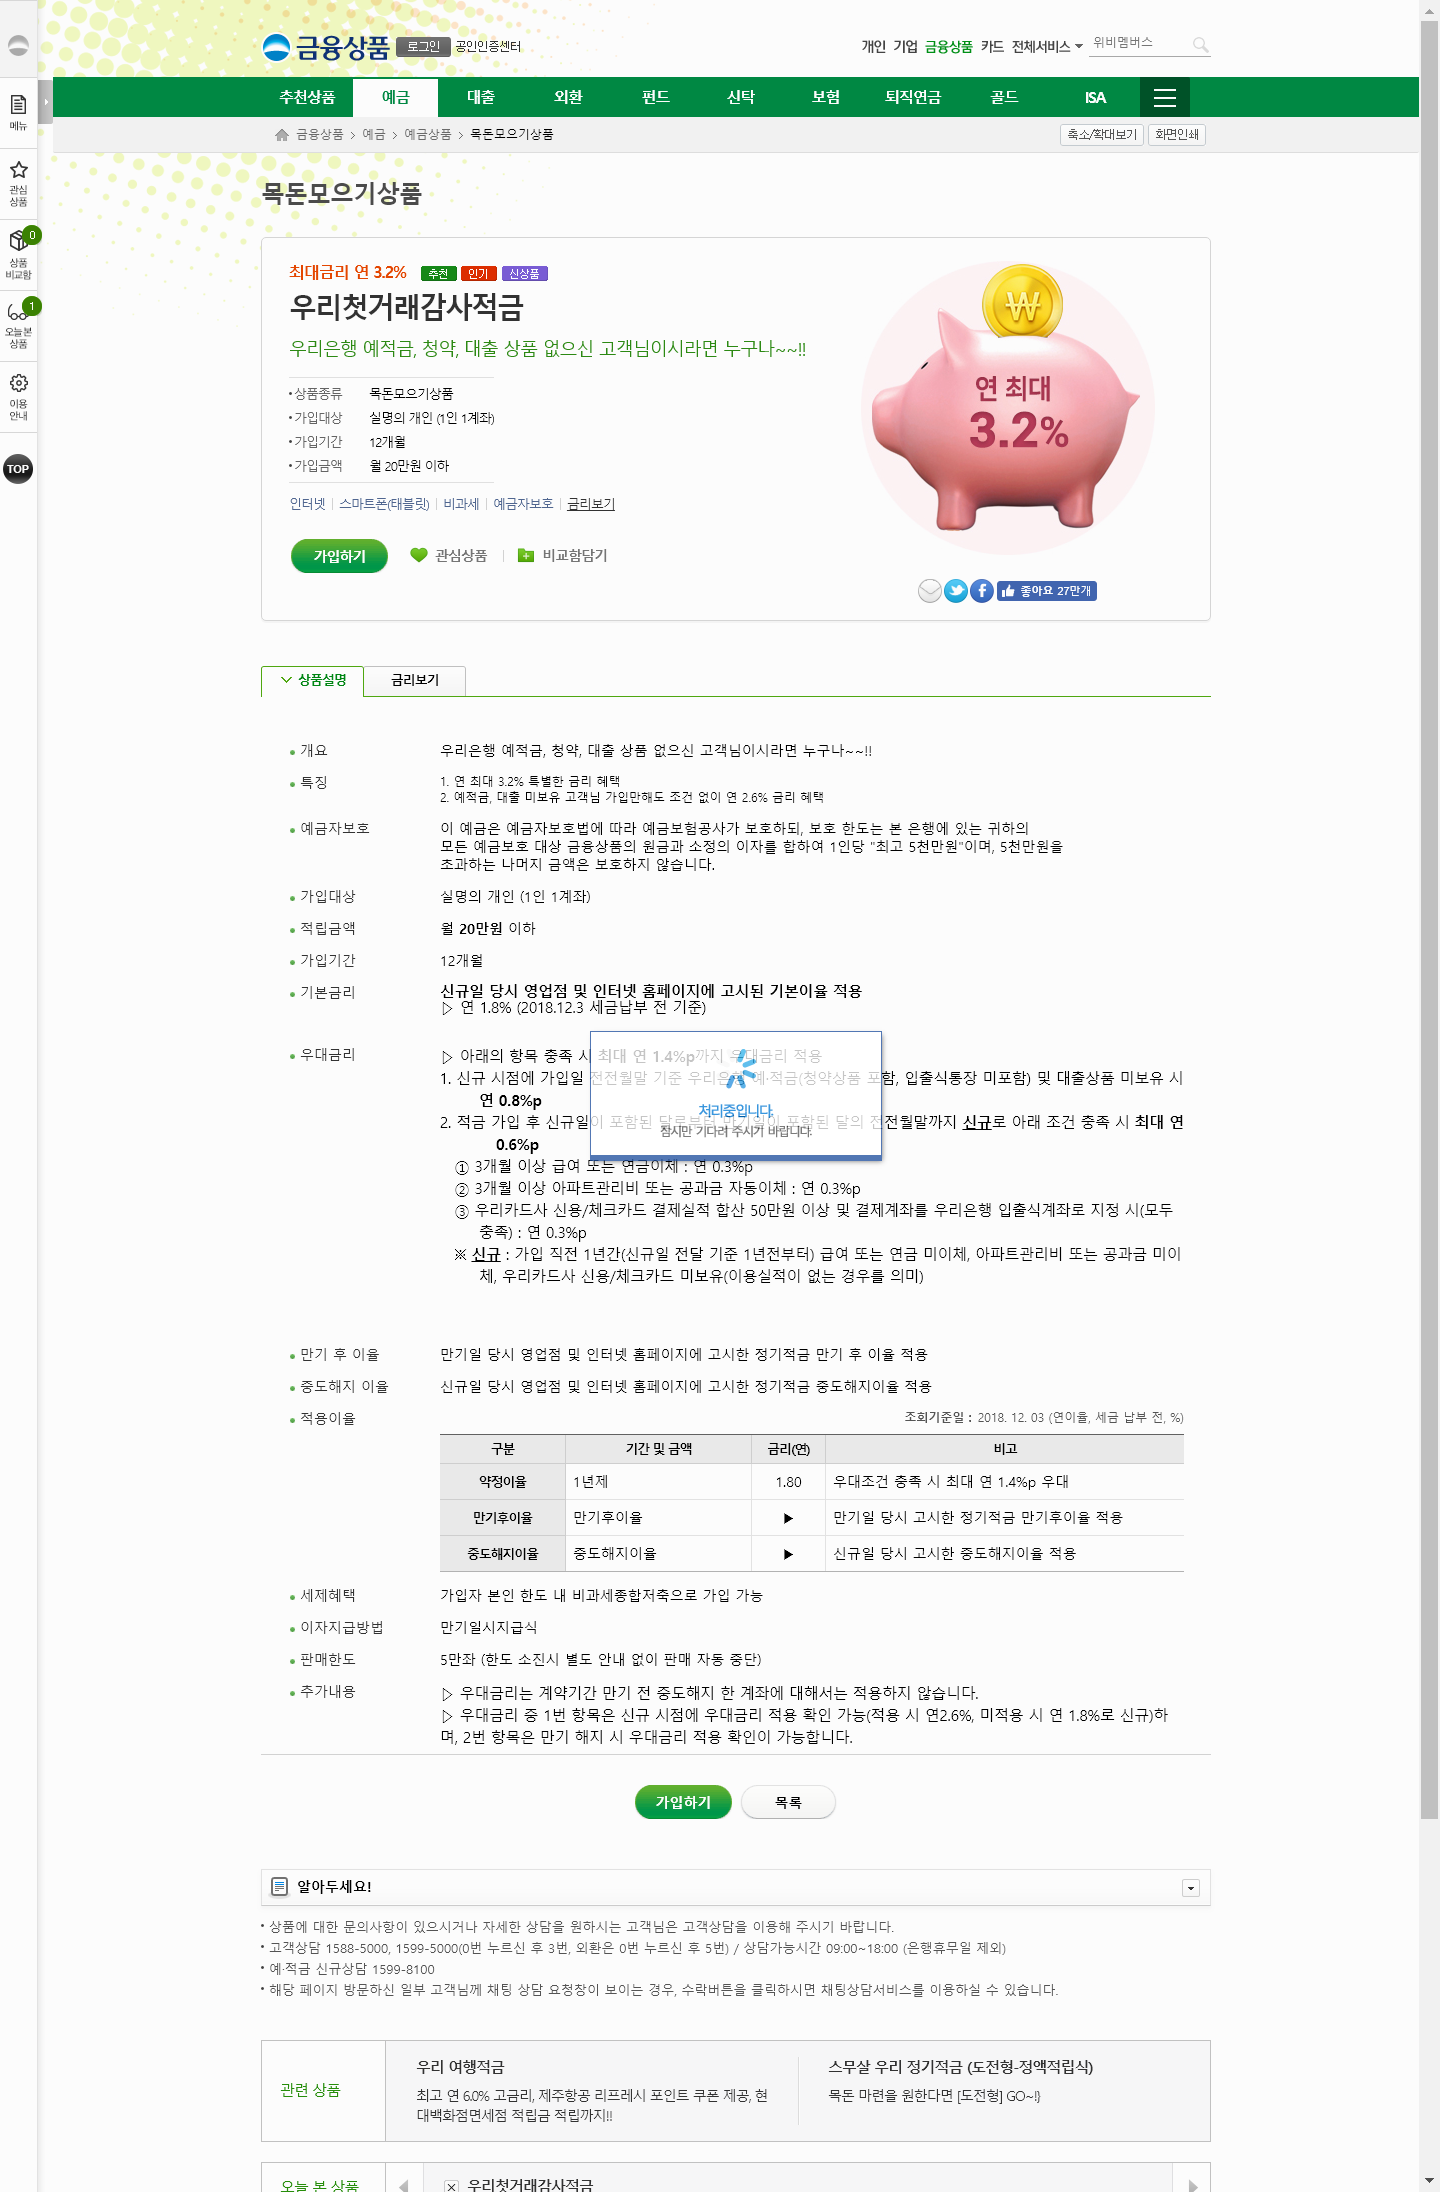 금융상품 로그인 공인인증센터
개인 기업 금융상품 카드 전체서비스 위비멤버스
추천상품 예금 대출 외환 펀드 신탁 보험 퇴직연금 골드 ISA
금융상품 > 예금 > 예금상품 > 목돈모으기상품
축소/확대보기 화면인쇄
메뉴
관심
상품
0
상품
비교함
1
오늘본
상품
이용
안내
TOP
목돈모으기상품
최대금리 연 3.2% 추천 인기 신상품
우리첫거래감사적금
우리은행 예적금, 청약, 대출 상품 없으신 고객님이시라면 누구나~~!!
상품종류 목돈모으기상품
가입대상 실명의 개인 (1인 1계좌)
가입기간 12개월
가입금액 월 20만원 이하
인터넷 | 스마트폰(태블릿) | 비과세 | 예금자보호 | 금리보기
가입하기 관심상품 | 비교함담기
연 최대
3.2%
좋아요 27만개
상품설명 금리보기
개요 우리은행 예적금, 청약, 대출 상품 없으신 고객님이시라면 누구나~~!!
특징 1. 연 최대 3.2% 특별한 금리 혜택
2. 예적금, 대출 미보유 고객님 가입만해도 조건 없이 연 2.6% 금리 혜택
예금자보호 이 예금은 예금자보호법에 따라 예금보험공사가 보호하되, 보호 한도는 본 은행에 있는 귀하의
모든 예금보호 대상 금융상품의 원금과 소정의 이자를 합하여 1인당 "최고 5천만원"이며, 5천만원을
초과하는 나머지 금액은 보호하지 않습니다.
가입대상 실명의 개인 (1인 1계좌)
적립금액 월 20만원 이하
가입기간 12개월
기본금리 신규일 당시 영업점 및 인터넷 홈페이지에 고시된 기본이율 적용
▷ 연 1.8% (2018.12.3 세금납부 전 기준)
우대금리 ▷ 아래의 항목 충족 시 최대 연 1.4%p까지 우대금리 적용
1. 신규 시점에 가입일 전전월말 기준 우리은행 예·적금(청약상품 포함, 입출식통장 미포함) 및 대출상품 미보유 시
연 0.8%p
2. 적금 가입 후 신규일이 포함된 달로부터 만기일이 포함된 달의 전전월말까지 신규로 아래 조건 충족 시 최대 연
0.6%p
① 3개월 이상 급여 또는 연금이체 : 연 0.3%p
② 3개월 이상 아파트관리비 또는 공과금 자동이체 : 연 0.3%p
③ 우리카드사 신용/체크카드 결제실적 합산 50만원 이상 및 결제계좌를 우리은행 입출식계좌로 지정 시(모두
충족) : 연 0.3%p
※ 신규 : 가입 직전 1년간(신규일 전달 기준 1년전부터) 급여 또는 연금 미이체, 아파트관리비 또는 공과금 미이
체, 우리카드사 신용/체크카드 미보유(이용실적이 없는 경우를 의미)
처리중입니다.
잠시만 기다려 주시기 바랍니다.
만기 후 이율 만기일 당시 영업점 및 인터넷 홈페이지에 고시한 정기적금 만기 후 이율 적용
중도해지 이율 신규일 당시 영업점 및 인터넷 홈페이지에 고시한 정기적금 중도해지이율 적용
적용이율 조회기준일 : 2018. 12. 03 (연이율, 세금 납부 전, %)
구분 기간 및 금액 금리(연) 비고
약정이율 1년제 1.80 우대조건 충족 시 최대 연 1.4%p 우대
만기후이율 만기후이율 ▶ 만기일 당시 고시한 정기적금 만기후이율 적용
중도해지이율 중도해지이율 ▶ 신규일 당시 고시한 중도해지이율 적용
세제혜택 가입자 본인 한도 내 비과세종합저축으로 가입 가능
이자지급방법 만기일시지급식
판매한도 5만좌 (한도 소진시 별도 안내 없이 판매 자동 중단)
추가내용 ▷ 우대금리는 계약기간 만기 전 중도해지 한 계좌에 대해서는 적용하지 않습니다.
▷ 우대금리 중 1번 항목은 신규 시점에 우대금리 적용 확인 가능(적용 시 연2.6%, 미적용 시 연 1.8%로 신규)하
며, 2번 항목은 만기 해지 시 우대금리 적용 확인이 가능합니다.
가입하기 목록
알아두세요!
상품에 대한 문의사항이 있으시거나 자세한 상담을 원하시는 고객님은 고객상담을 이용해 주시기 바랍니다.
고객상담 1588-5000, 1599-5000(0번 누르신 후 3번, 외환은 0번 누르신 후 5번) / 상담가능시간 09:00~18:00 (은행휴무일 제외)
예·적금 신규상담 1599-8100
해당 페이지 방문하신 일부 고객님께 채팅 상담 요청창이 보이는 경우, 수락버튼을 클릭하시면 채팅상담서비스를 이용하실 수 있습니다.
관련 상품
우리 여행적금
최고 연 6.0% 고금리, 제주항공 리프레시 포인트 쿠폰 제공, 현
대백화점면세점 적립금 적립까지!!
스무살 우리 정기적금 (도전형-정액적립식)
목돈 마련을 원한다면 [도전형] GO~!}
오늘 본 상품 우리첫거래감사적금